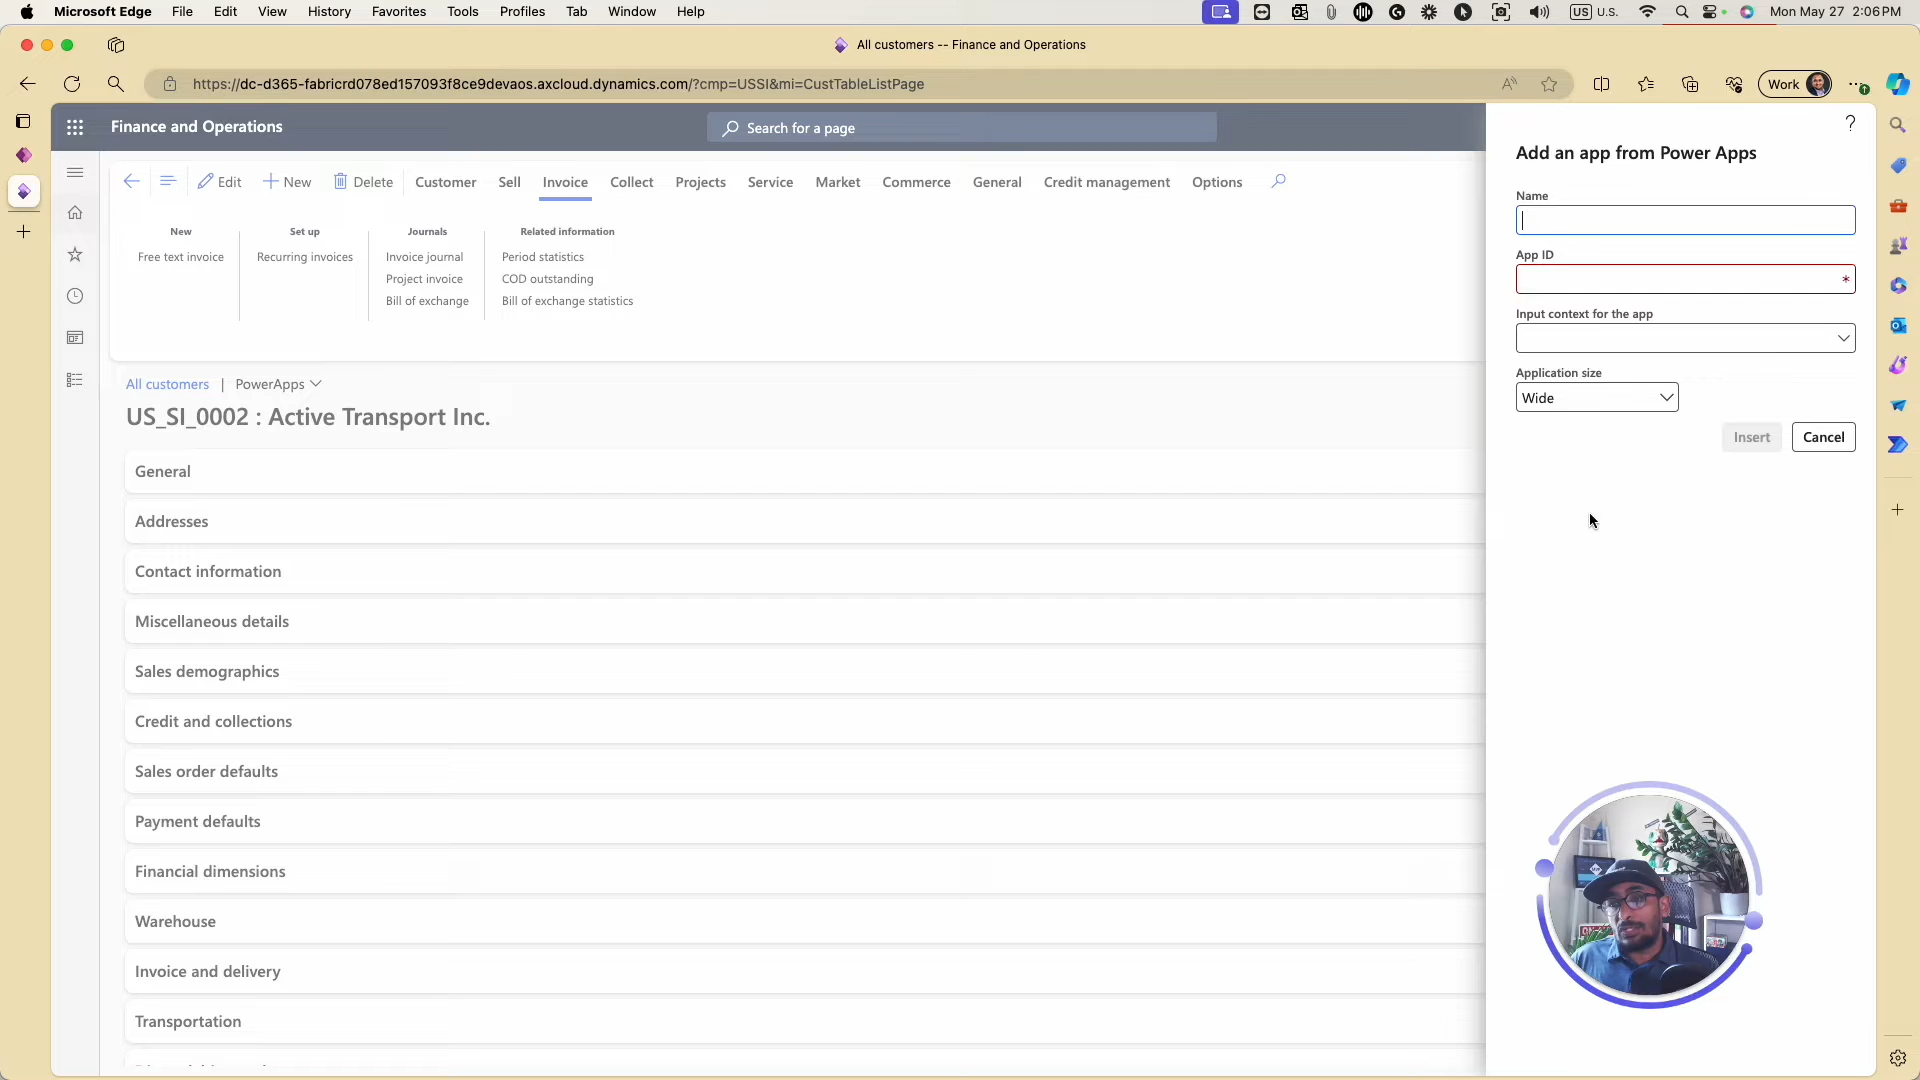 Microsoft Edge File Edit View History Favorites Tools Profiles Tab Window Help US U.S. Mon May 27 2:06 PM
All customers -- Finance and Operations
https://dc-d365-fabricrd078ed157093f8ce9devaos.axcloud.dynamics.com/?cmp=USSI&mi=CustTableListPage Work
Finance and Operations Search for a page
Edit New Delete Customer Sell Invoice Collect Projects Service Market Commerce General Credit management Options
New Set up Journals Related information
Free text invoice Recurring invoices Invoice journal Period statistics
Project invoice COD outstanding
Bill of exchange Bill of exchange statistics
All customers | PowerApps
US_SI_0002 : Active Transport Inc.
General
Addresses
Contact information
Miscellaneous details
Sales demographics
Credit and collections
Sales order defaults
Payment defaults
Financial dimensions
Warehouse
Invoice and delivery
Transportation
?
Add an app from Power Apps
Name
App ID
*
Input context for the app
Application size
Wide
Insert Cancel